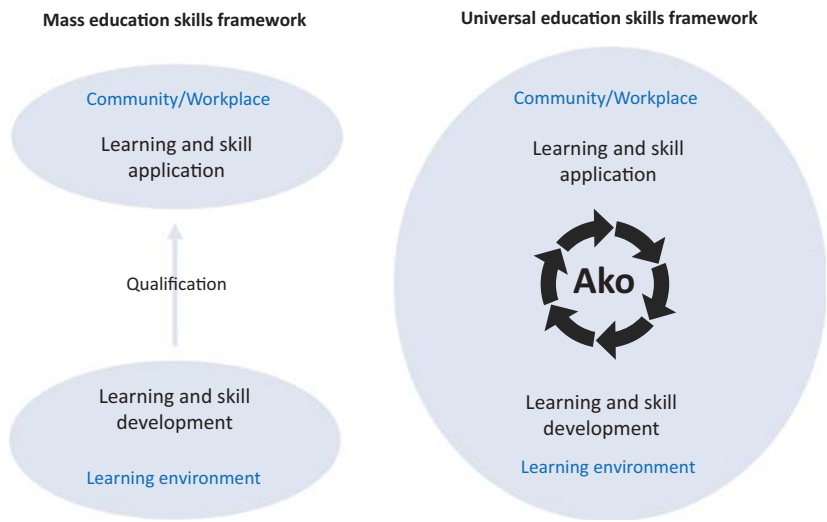 Mass education skills framework
Community/Workplace
Learning and skill
application
Qualification
Learning and skill
development
Learning environment
Universal education skills framework
Community/Workplace
Learning and skill
application
Ako
Learning and skill
development
Learning environment